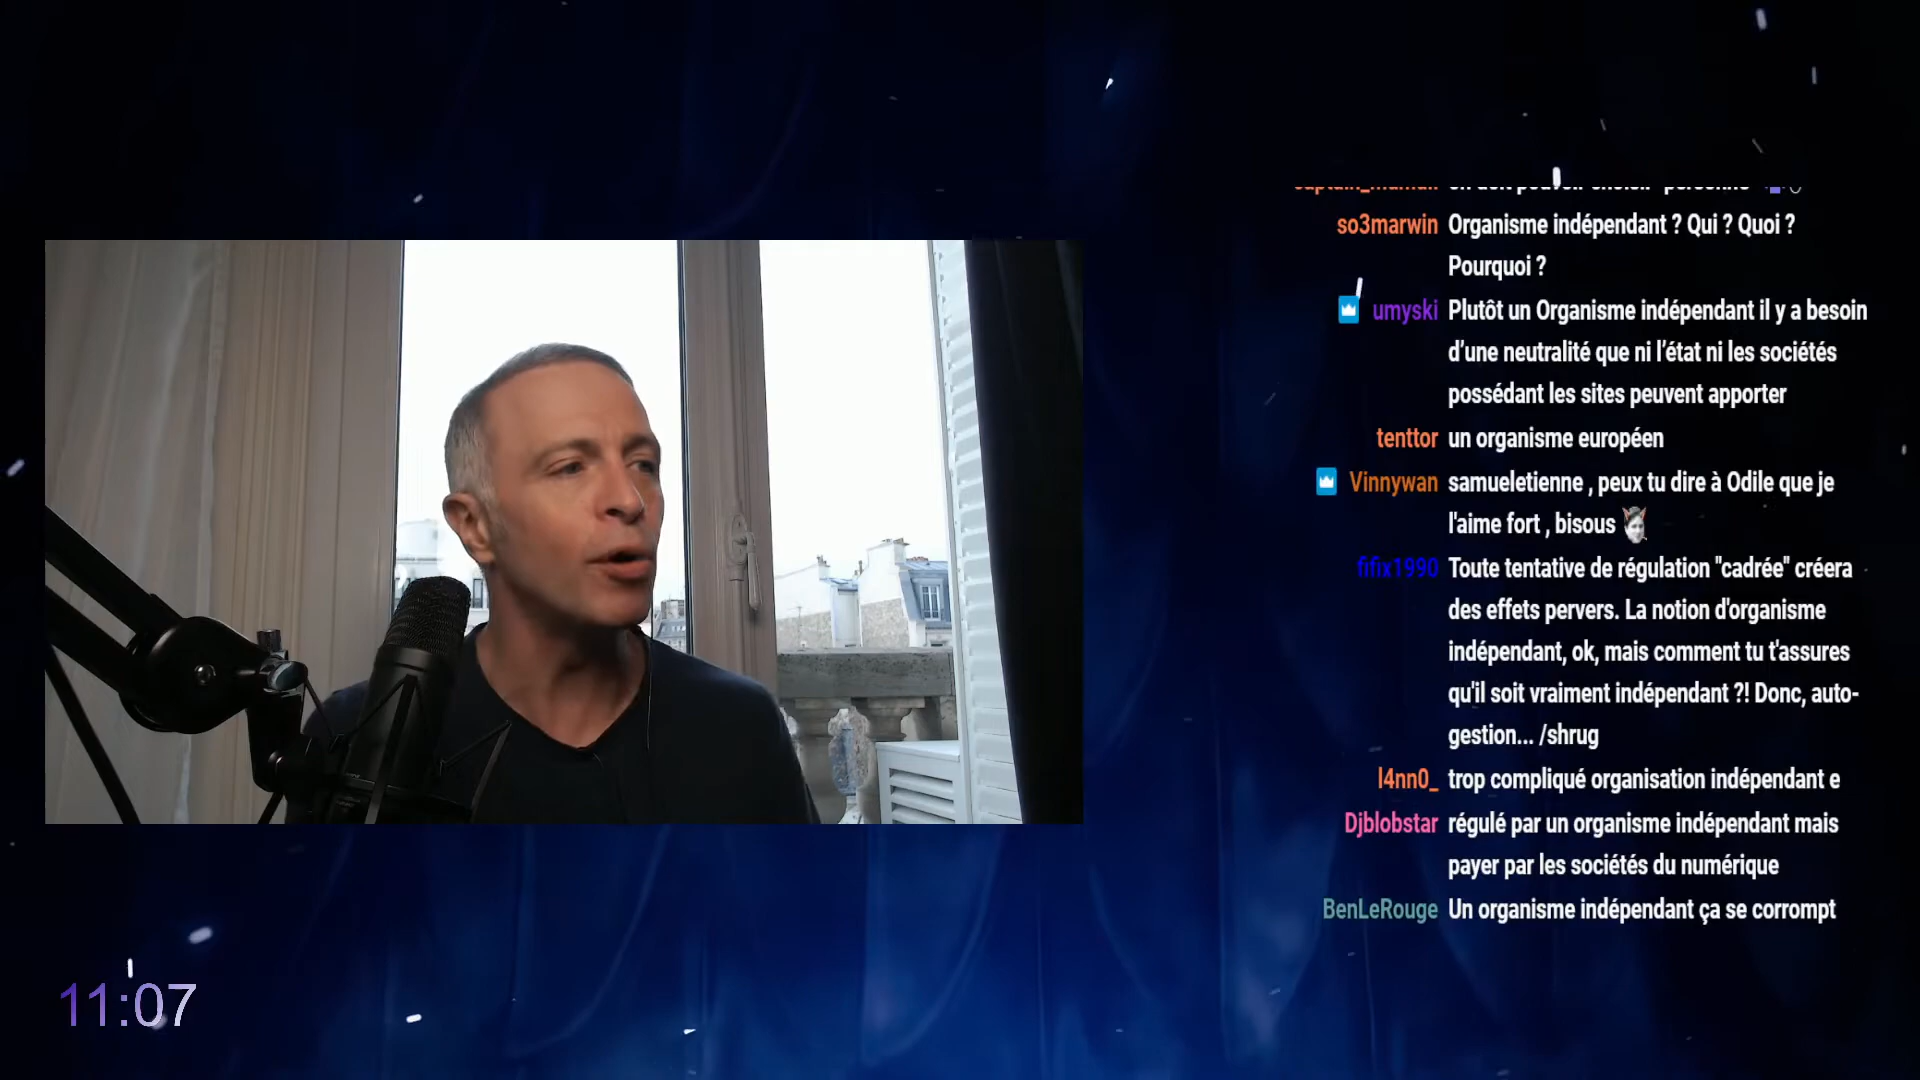 so3marwin Organisme indépendant ? Qui ? Quoi ?
Pourquoi ?
umyski Plutôt un Organisme indépendant il y a besoin
d’une neutralité que ni l’état ni les sociétés
possédant les sites peuvent apporter
tenttor un organisme européen
Vinnywan samueletienne , peux tu dire à Odile que je
l'aime fort , bisous
fifix1990 Toute tentative de régulation "cadrée" créera
des effets pervers. La notion d'organisme
indépendant, ok, mais comment tu t'assures
qu'il soit vraiment indépendant ?! Donc, auto-
gestion... /shrug
l4nn0_ trop compliqué organisation indépendant e
Djblobstar régulé par un organisme indépendant mais
payer par les sociétés du numérique
BenLeRouge Un organisme indépendant ça se corrompt
11:07